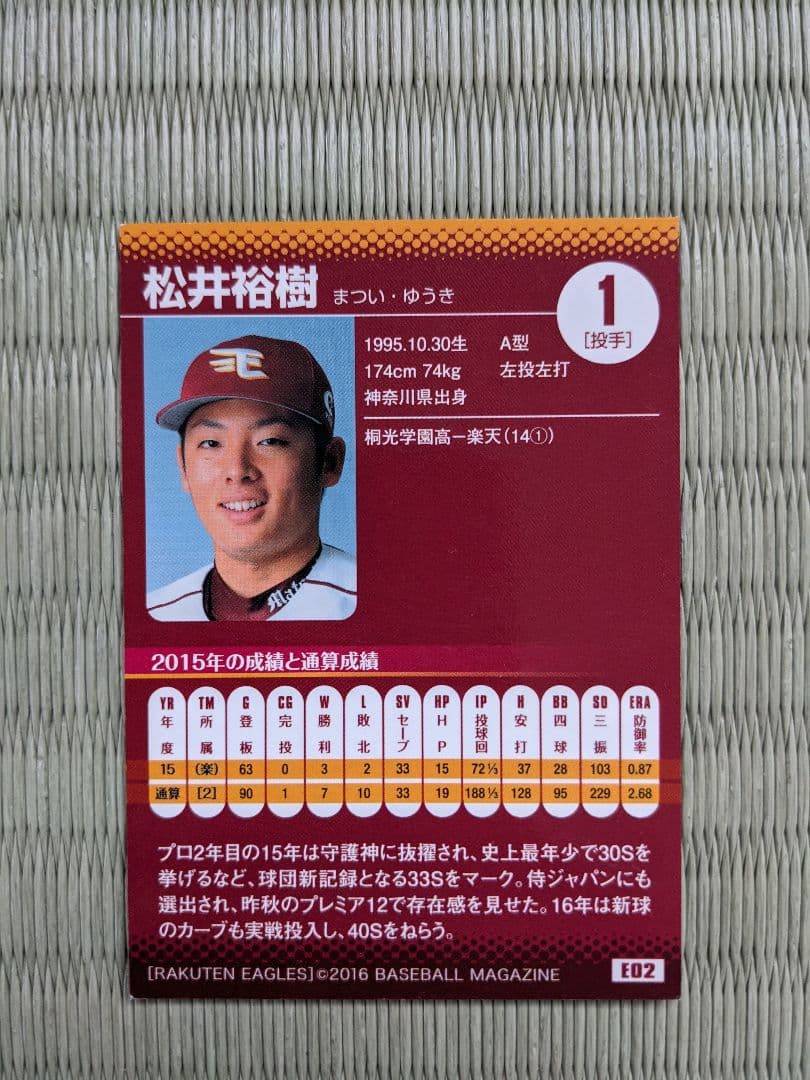 松井裕樹 まつい・ゆうき
1
[投手]
1995.10.30生 A型
174cm 74kg 左投左打
神奈川県出身
桐光学園高ー楽天(14①)
2015年の成績と通算成績
YR TM G CG W L SV HP IP H BB SO ERA
年度 所属 登板 完投 勝利 敗北 セーブ HP 投球回 安打 四球 三振 防御率
15 (楽) 63 0 3 2 33 15 72⅓ 37 28 103 0.87
通算 [2] 90 1 7 10 33 19 188⅓ 128 95 229 2.68
プロ2年目の15年は守護神に抜擢され、史上最年少で30Sを
挙げるなど、球団新記録となる33Sをマーク。侍ジャパンにも
選出され、昨秋のプレミア12で存在感を見せた。16年は新球
のカーブも実戦投入し、40Sをねらう。
[RAKUTEN EAGLES]©2016 BASEBALL MAGAZINE
E02